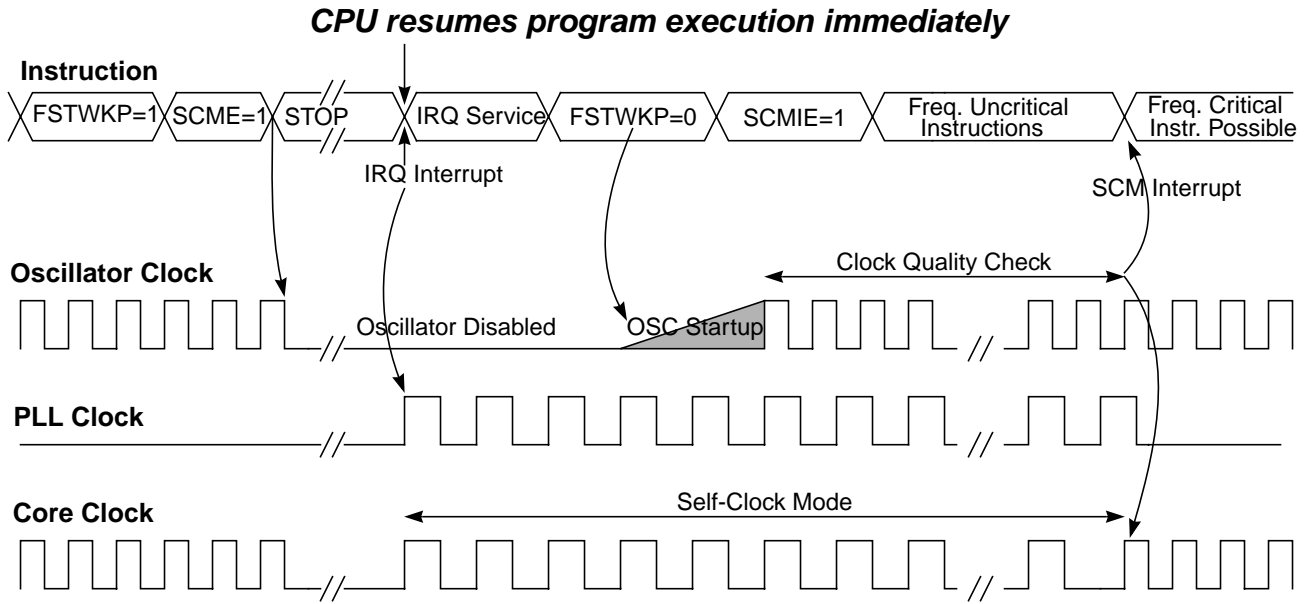 CPU resumes program execution immediately
Instruction
FSTWKP=1 SCME=1 STOP IRQ Service FSTWKP=0 SCMIE=1 Freq. Uncritical Instructions Freq. Critical Instr. Possible
IRQ Interrupt
SCM Interrupt
Oscillator Clock
Clock Quality Check
Oscillator Disabled
OSC Startup
PLL Clock
Self-Clock Mode
Core Clock